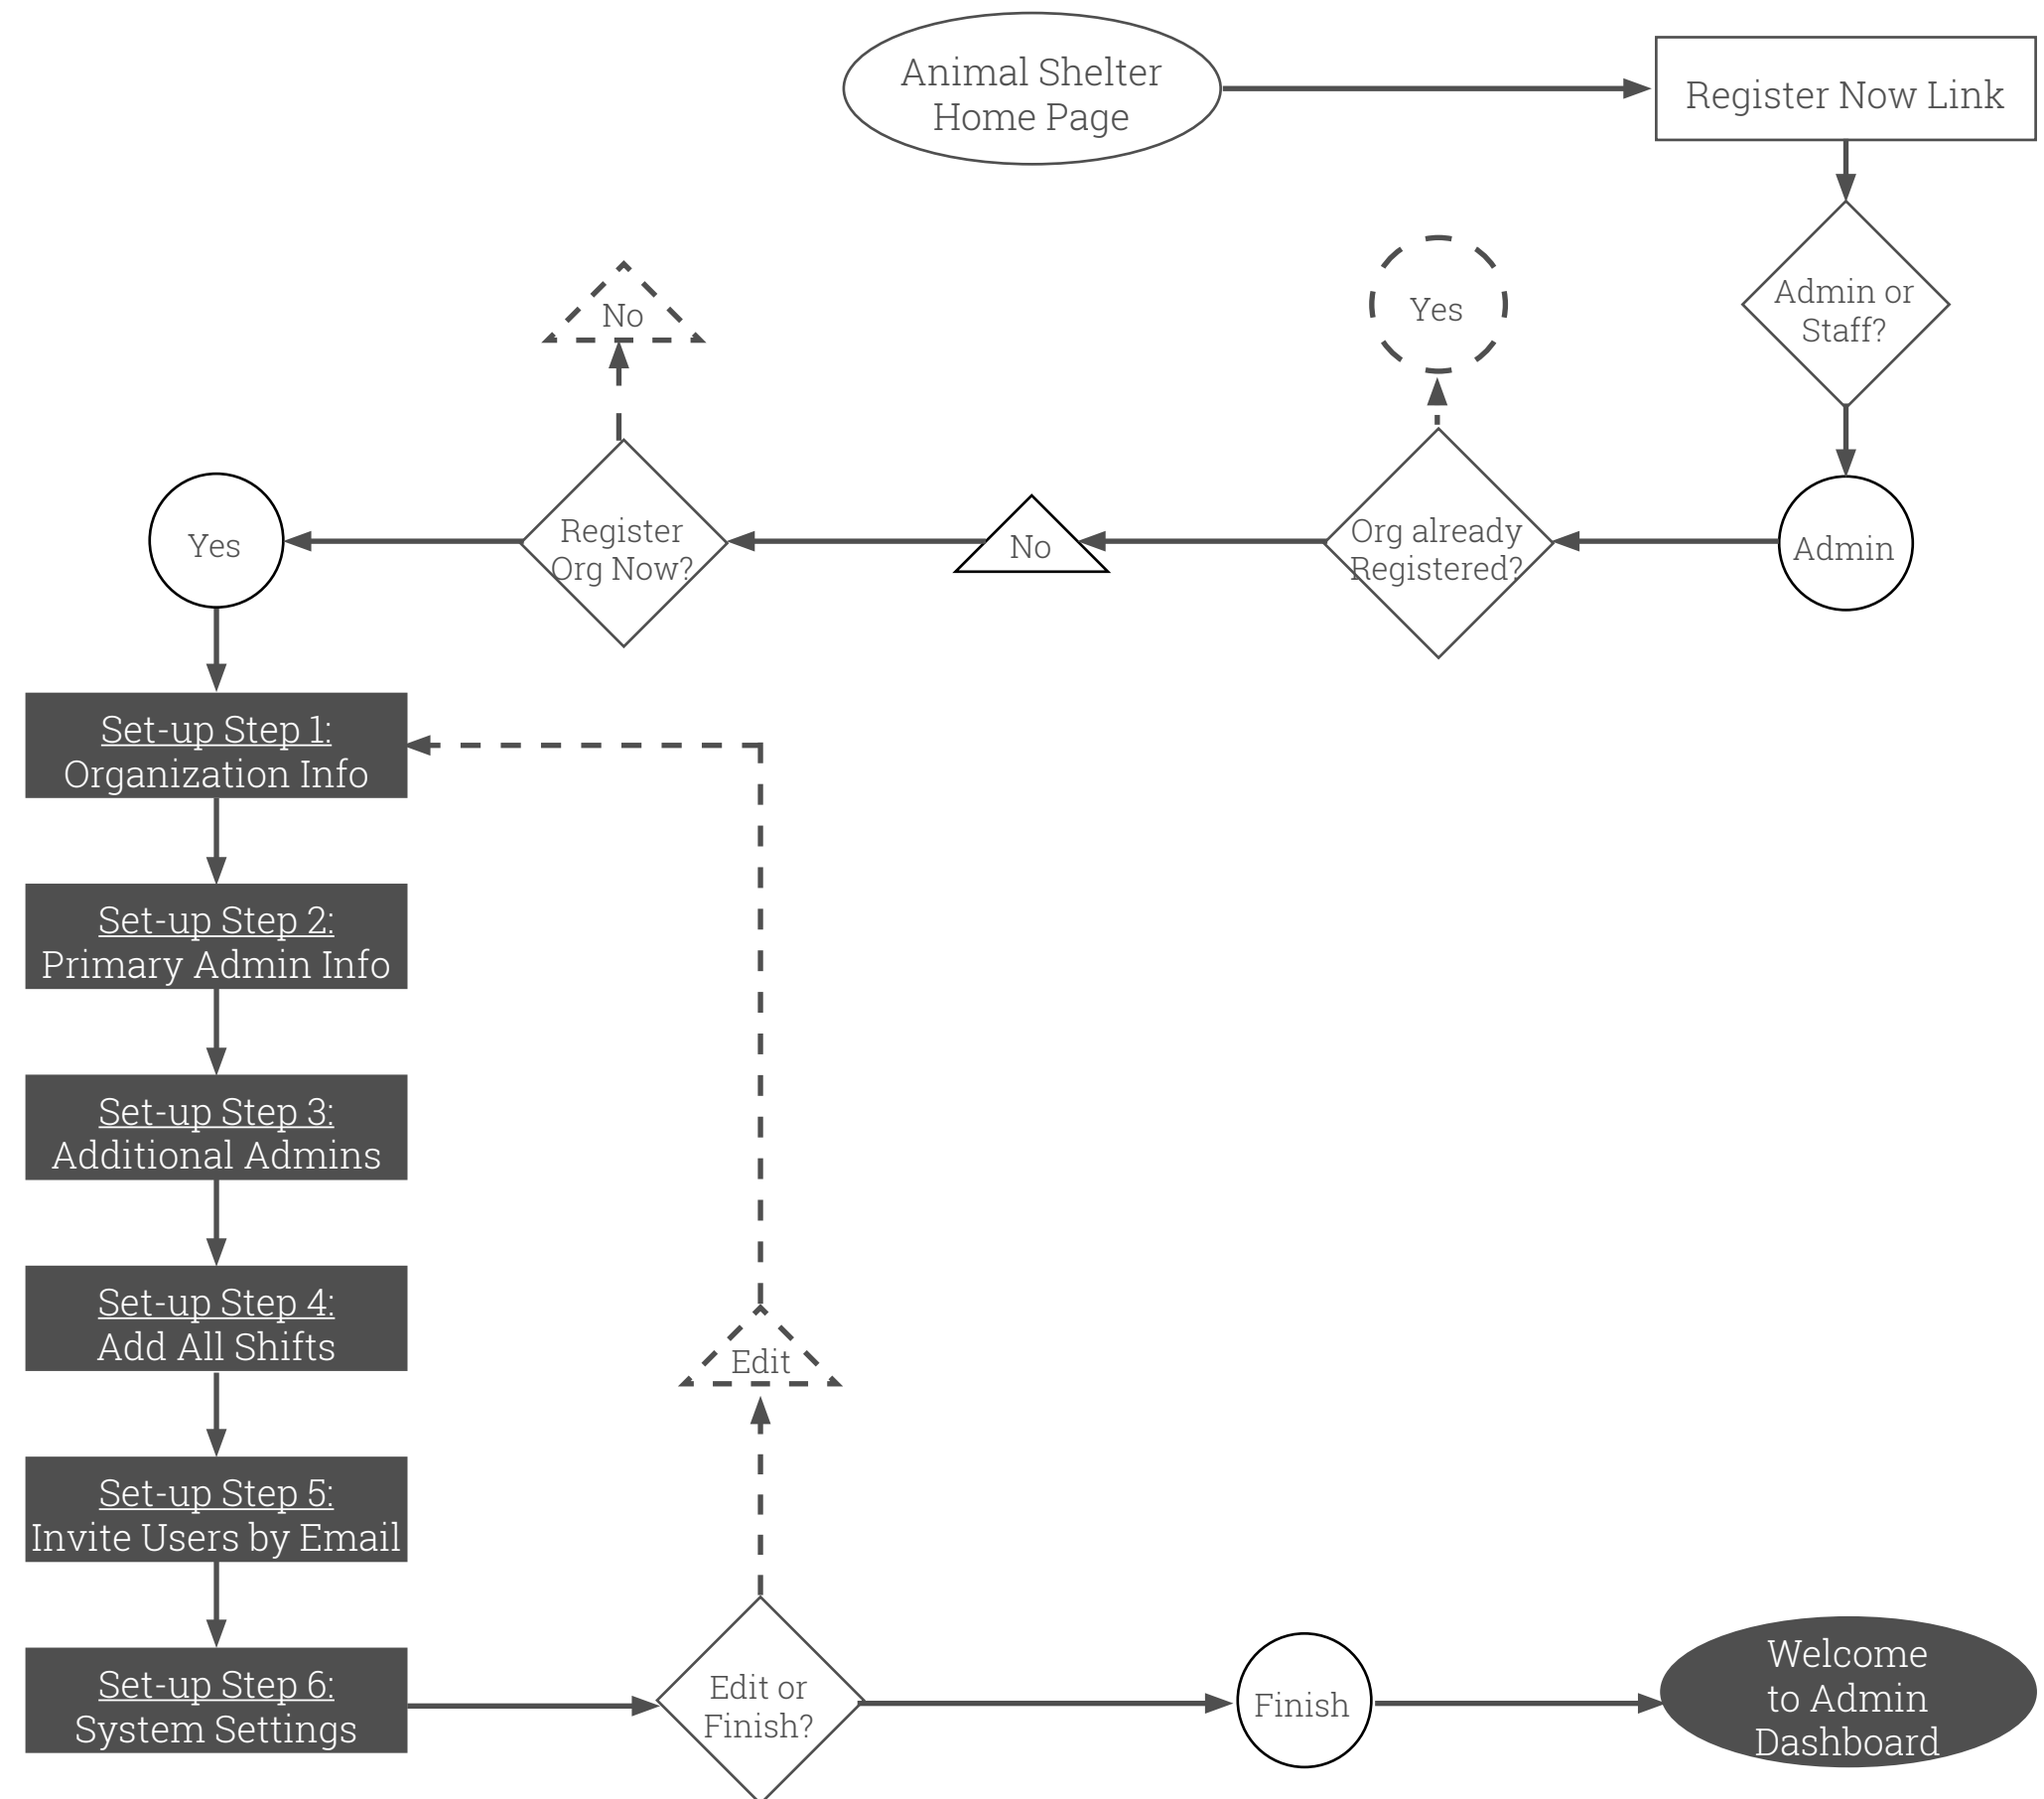 Animal Shelter
Home Page
Register Now Link
Admin or
Staff?
Admin
Org already
Registered?
Yes
No
Register
Org Now?
No
Yes
Set-up Step 1:
Organization Info
Set-up Step 2:
Primary Admin Info
Set-up Step 3:
Additional Admins
Set-up Step 4:
Add All Shifts
Set-up Step 5:
Invite Users by Email
Set-up Step 6:
System Settings
Edit or
Finish?
Edit
Finish
Welcome
to Admin
Dashboard